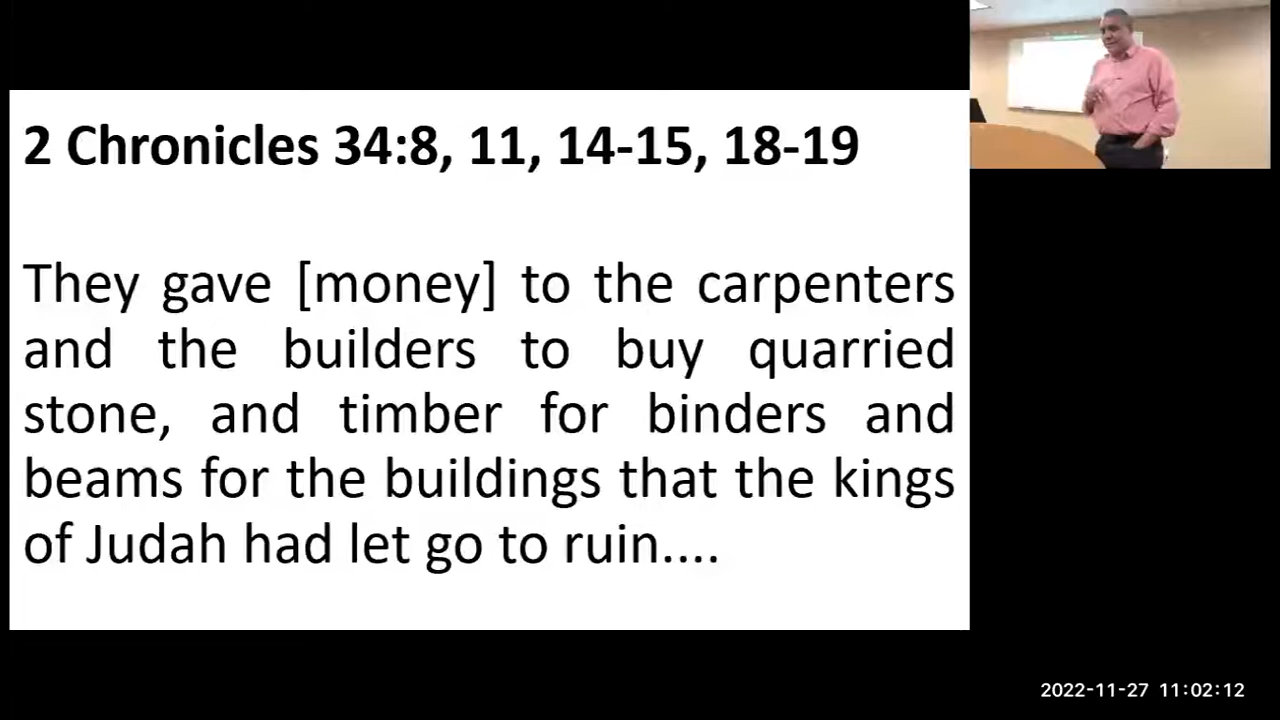 2 Chronicles 34:8, 11, 14-15, 18-19
They gave [money] to the carpenters
and the builders to buy quarried
stone, and timber for binders and
beams for the buildings that the kings
of Judah had let go to ruin....
2022-11-27 11:02:12